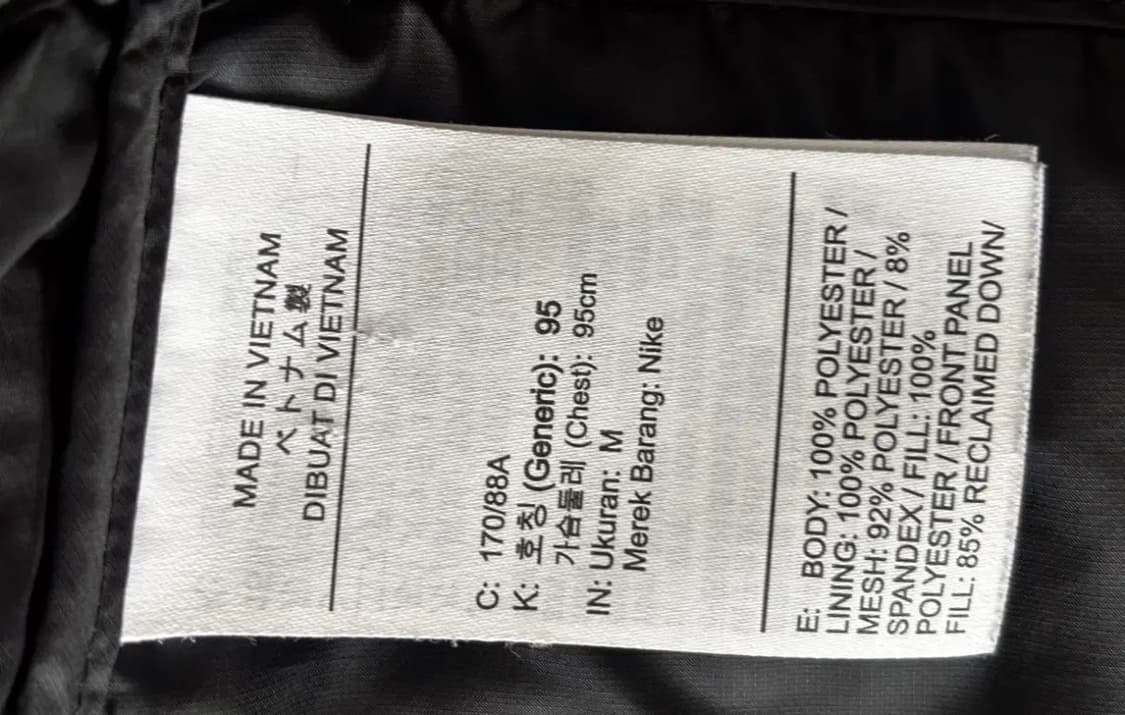 MADE IN VIETNAM
ベトナム製
DIBUAT DI VIETNAM
C: 170/88A
K: 호칭 (Generic): 95
가슴둘레 (Chest): 95cm
IN: Ukuran: M
Merek Barang: Nike
E: BODY: 100% POLYESTER /
LINING: 100% POLYESTER /
MESH: 92% POLYESTER / 8%
SPANDEX / FILL: 100%
POLYESTER / FRONT PANEL
FILL: 85% RECLAIMED DOWN/